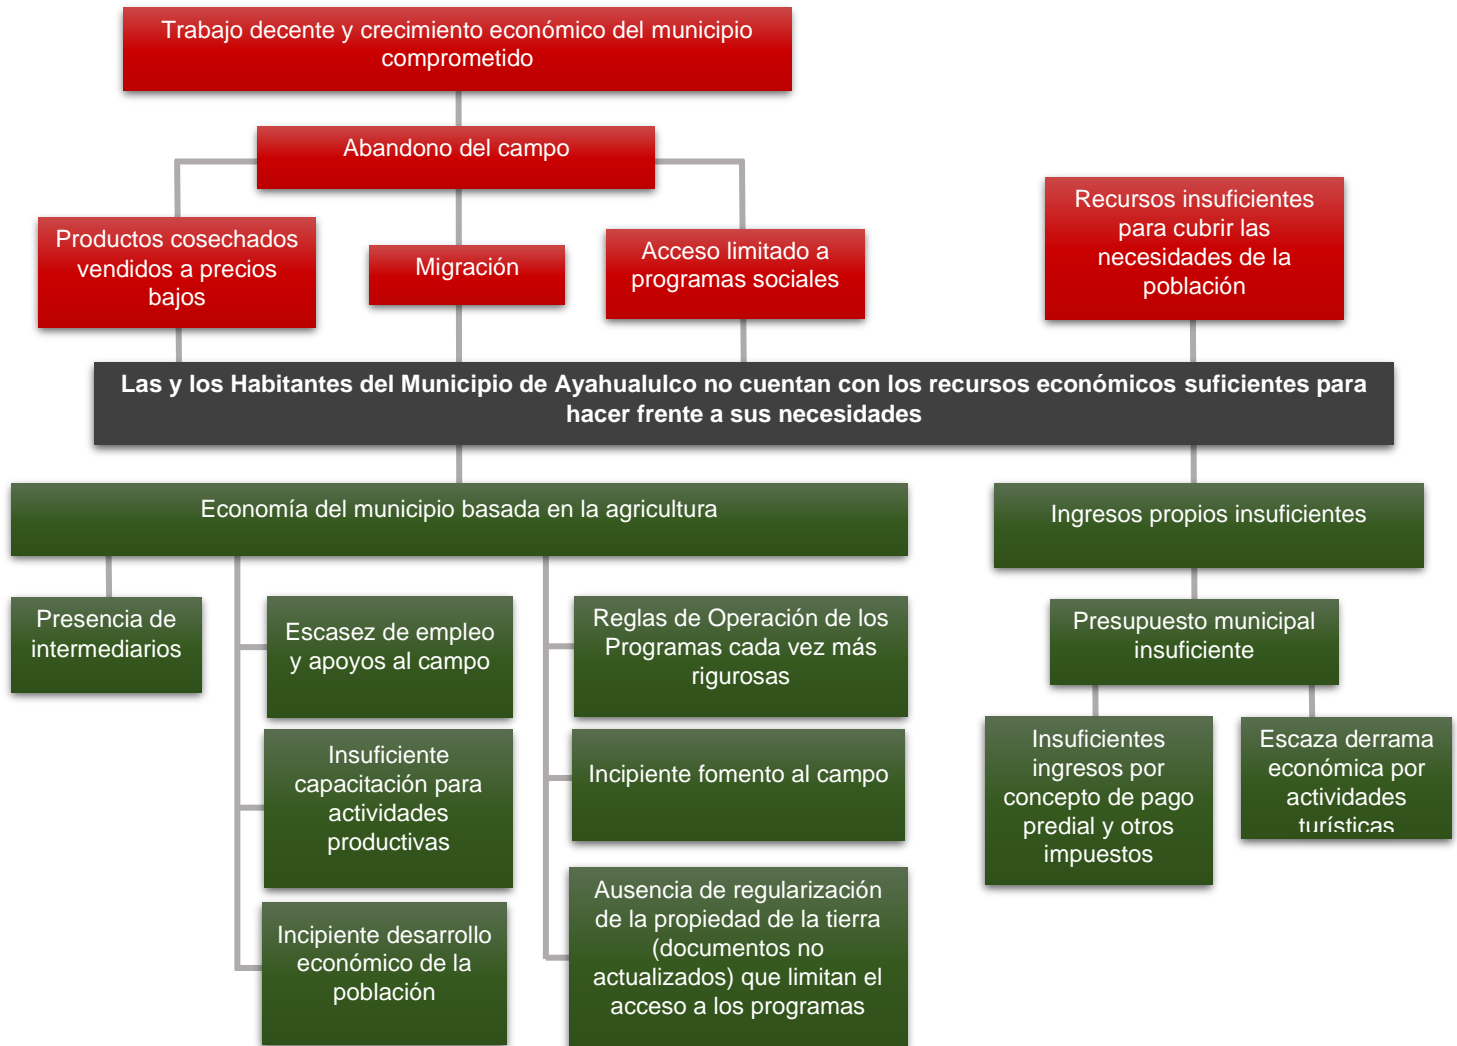 Trabajo decente y crecimiento económico del municipio
comprometido
Abandono del campo
Productos cosechados
vendidos a precios
bajos
Migración
Acceso limitado a
programas sociales
Recursos insuficientes
para cubrir las
necesidades de la
población
Las y los Habitantes del Municipio de Ayahualulco no cuentan con los recursos económicos suficientes para
hacer frente a sus necesidades
Economía del municipio basada en la agricultura
Ingresos propios insuficientes
Presencia de
intermediarios
Escasez de empleo
y apoyos al campo
Insuficiente
capacitación para
actividades
productivas
Incipiente desarrollo
económico de la
población
Reglas de Operación de los
Programas cada vez más
rigurosas
Incipiente fomento al campo
Ausencia de regularización
de la propiedad de la tierra
(documentos no
actualizados) que limitan el
acceso a los programas
Presupuesto municipal
insuficiente
Insuficientes
ingresos por
concepto de pago
predial y otros
impuestos
Escaza derrama
económica por
actividades
turísticas